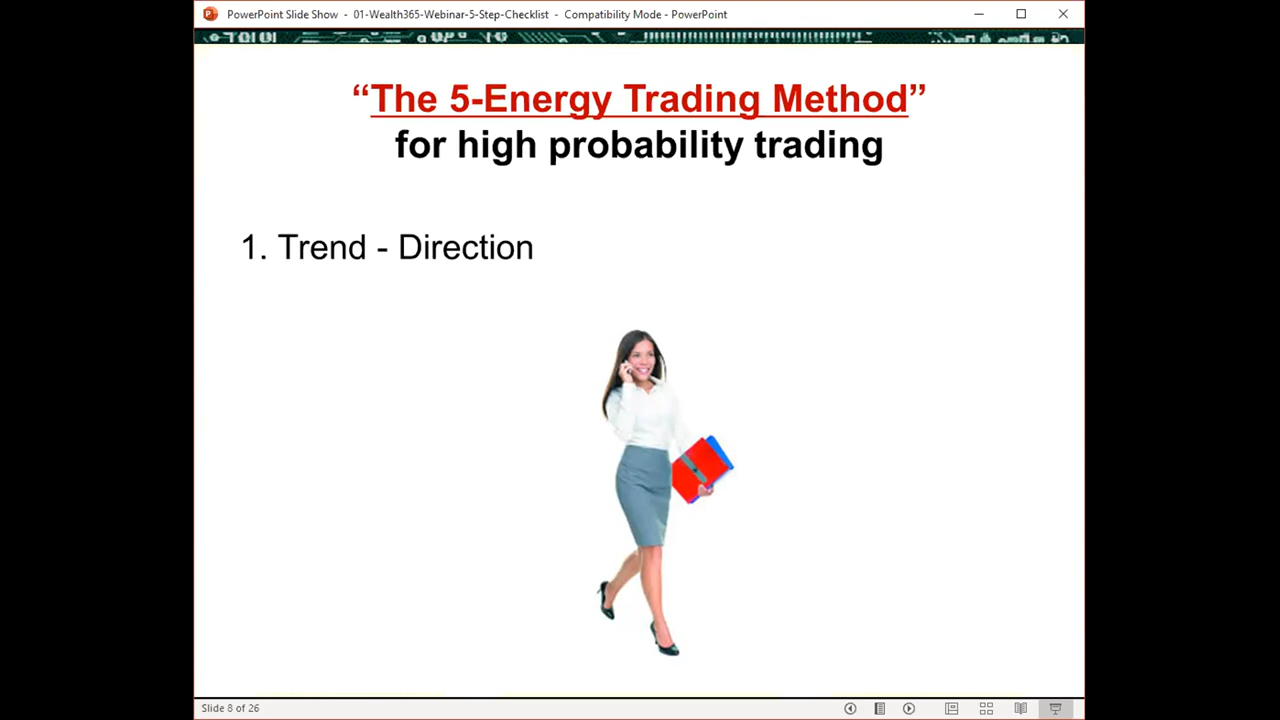 PowerPoint Slide Show - 01-Wealth365-Webinar-5-Step-Checklist - Compatibility Mode - PowerPoint
“The 5-Energy Trading Method”
for high probability trading
1. Trend - Direction
Slide 8 of 26